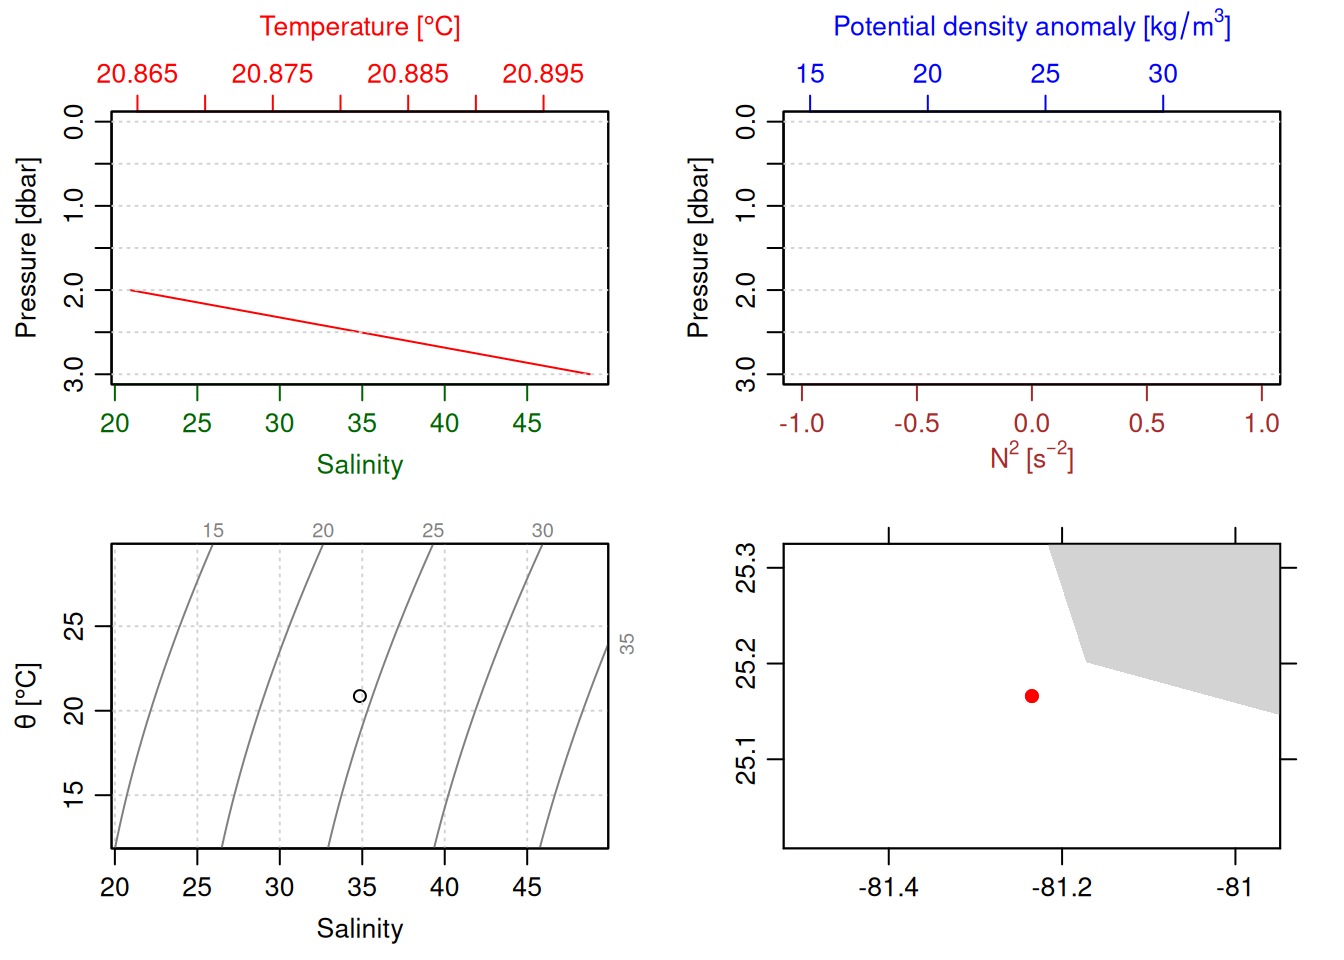 Temperature [°C]
20.865 20.875 20.885 20.895
Pressure [dbar]
0.0 1.0 2.0 3.0
20 25 30 35 40 45
Salinity
Potential density anomaly [kg/m³]
15 20 25 30
Pressure [dbar]
0.0 1.0 2.0 3.0
-1.0 -0.5 0.0 0.5 1.0
N² [s⁻²]
15 20 25 30
35
θ [°C]
25 20 15
20 25 30 35 40 45
Salinity
25.3 25.2 25.1
-81.4 -81.2 -81